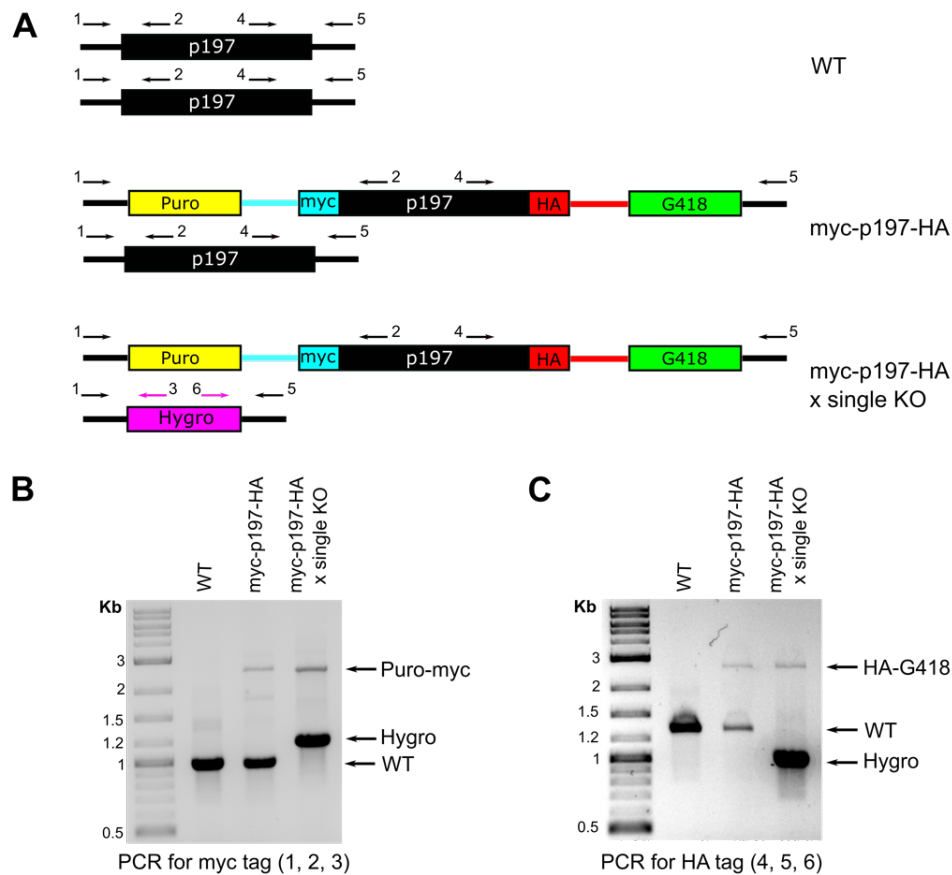 A
1 2 4 5
p197
1 2 4 5
p197
WT
1 2 4 5
Puro myc p197 HA G418
1 2 4 5
p197
myc-p197-HA
1 2 4 5
Puro myc p197 HA G418
1 3 6 5
Hygro
myc-p197-HA
x single KO
B
WT
myc-p197-HA
myc-p197-HA
x single KO
Kb
3
2
1.5
1.2
1
0.5
Puro-myc
Hygro
WT
PCR for myc tag (1, 2, 3)
C
WT
myc-p197-HA
myc-p197-HA
x single KO
Kb
3
2
1.5
1.2
1
0.5
HA-G418
WT
Hygro
PCR for HA tag (4, 5, 6)